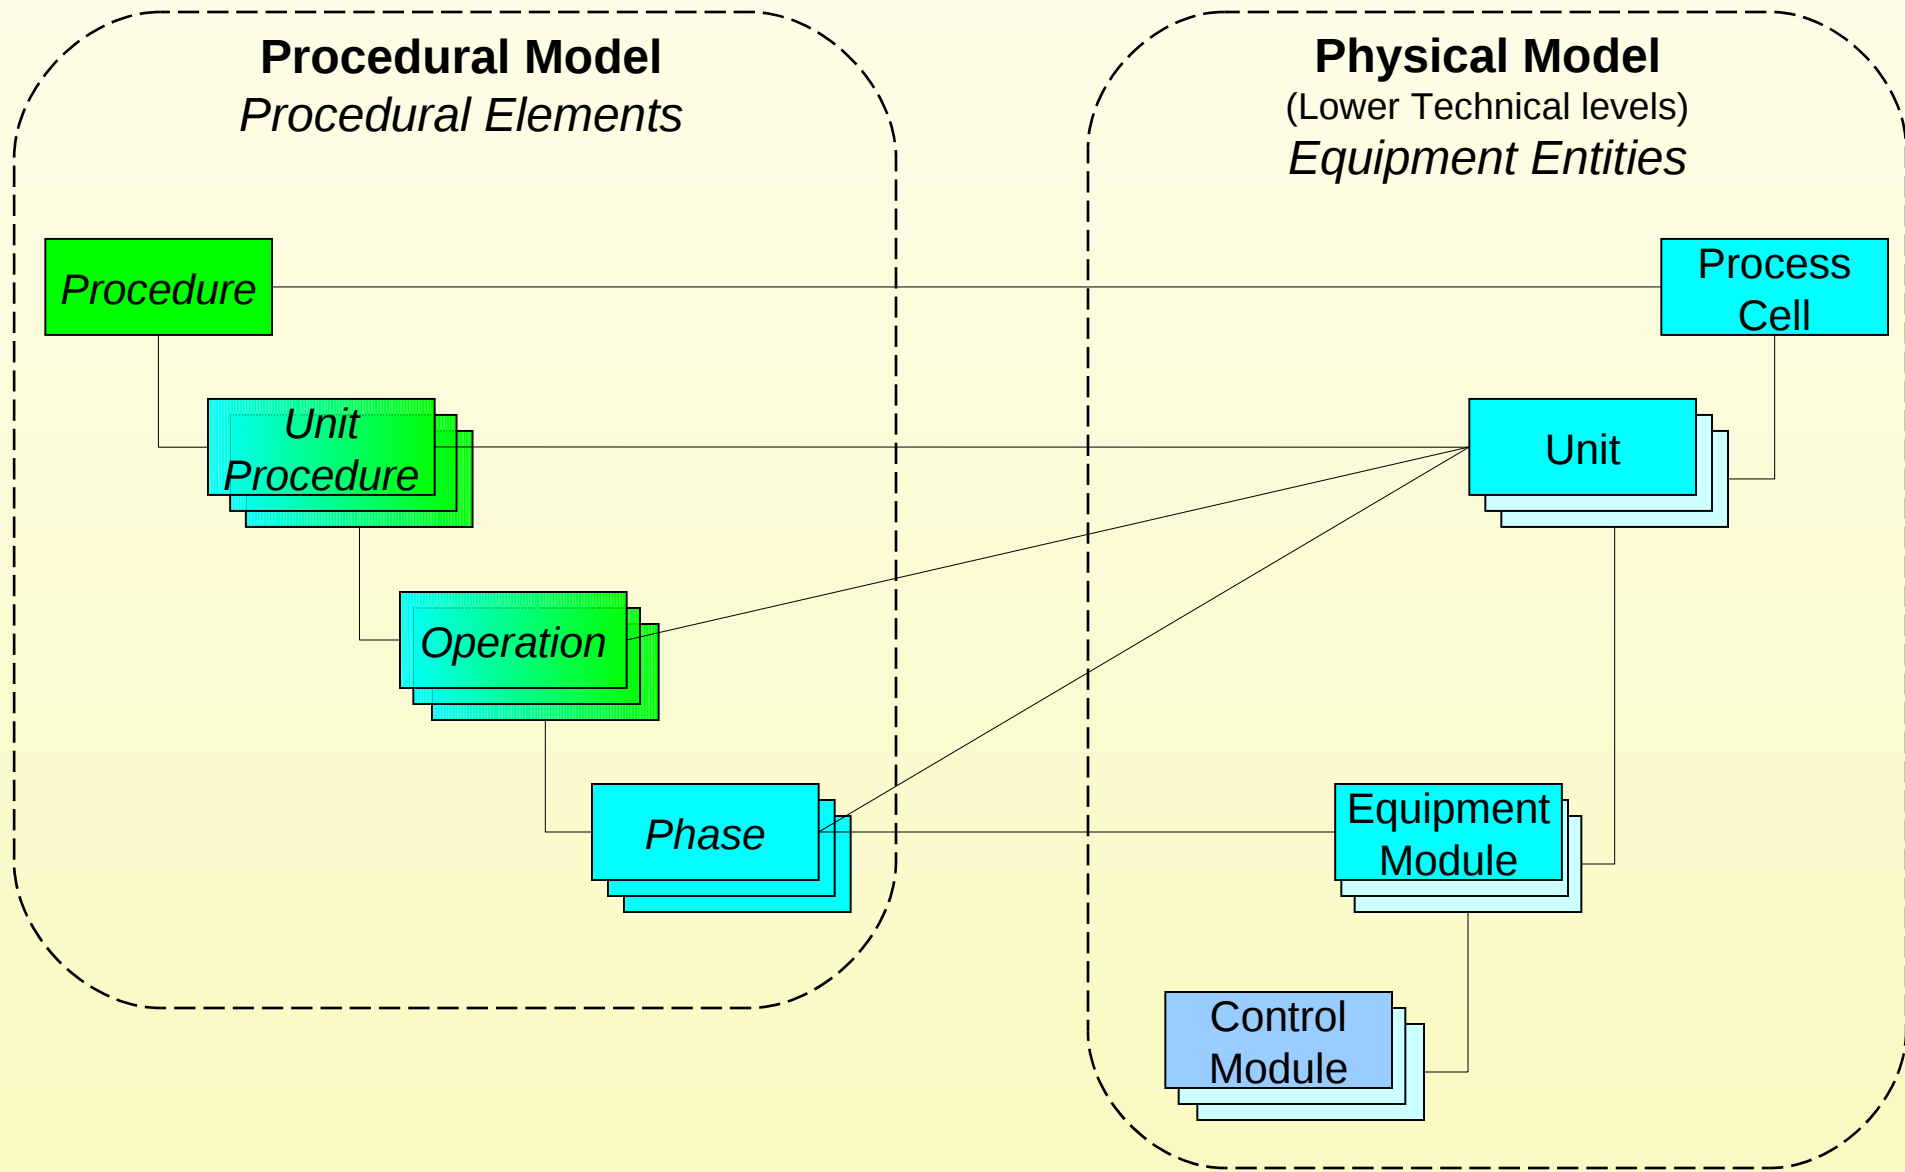 Procedural Model
Procedural Elements
Procedure
Unit
Procedure
Operation
Phase
Physical Model
(Lower Technical levels)
Equipment Entities
Process
Cell
Unit
Equipment
Module
Control
Module